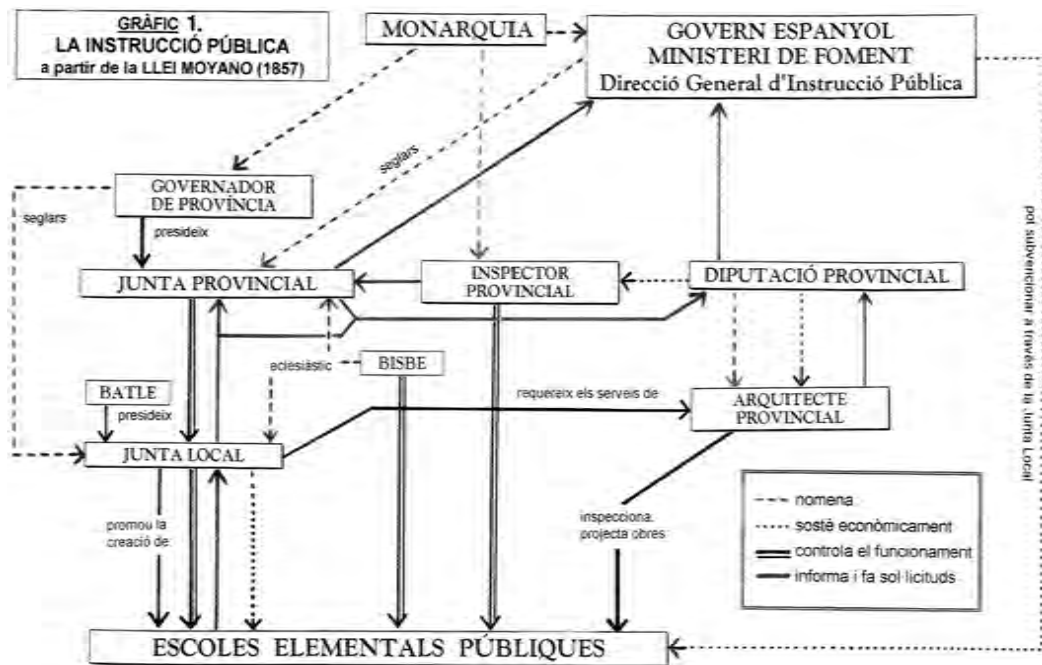 GRÀFIC 1.
LA INSTRUCCIÓ PÚBLICA
a partir de la LLEI MOYANO (1857)
MONARQUIA
GOVERN ESPANYOL
MINISTERI DE FOMENT
Direcció General d'Instrucció Pública
seglars
GOVERNADOR
DE PROVÍNCIA
seglars
presideix
JUNTA PROVINCIAL
INSPECTOR
PROVINCIAL
DIPUTACIÓ PROVINCIAL
pot subvencionar a través de la Junta Local
eclesiàstic
BISBE
BATLE
presideix
requereix els serveis de
ARQUITECTE
PROVINCIAL
JUNTA LOCAL
promou la
creació de:
inspecciona,
projecta obres
nomena
sostè econòmicament
controla el funcionament
informa i fa sol·licituds
ESCOLES ELEMENTALS PÚBLIQUES